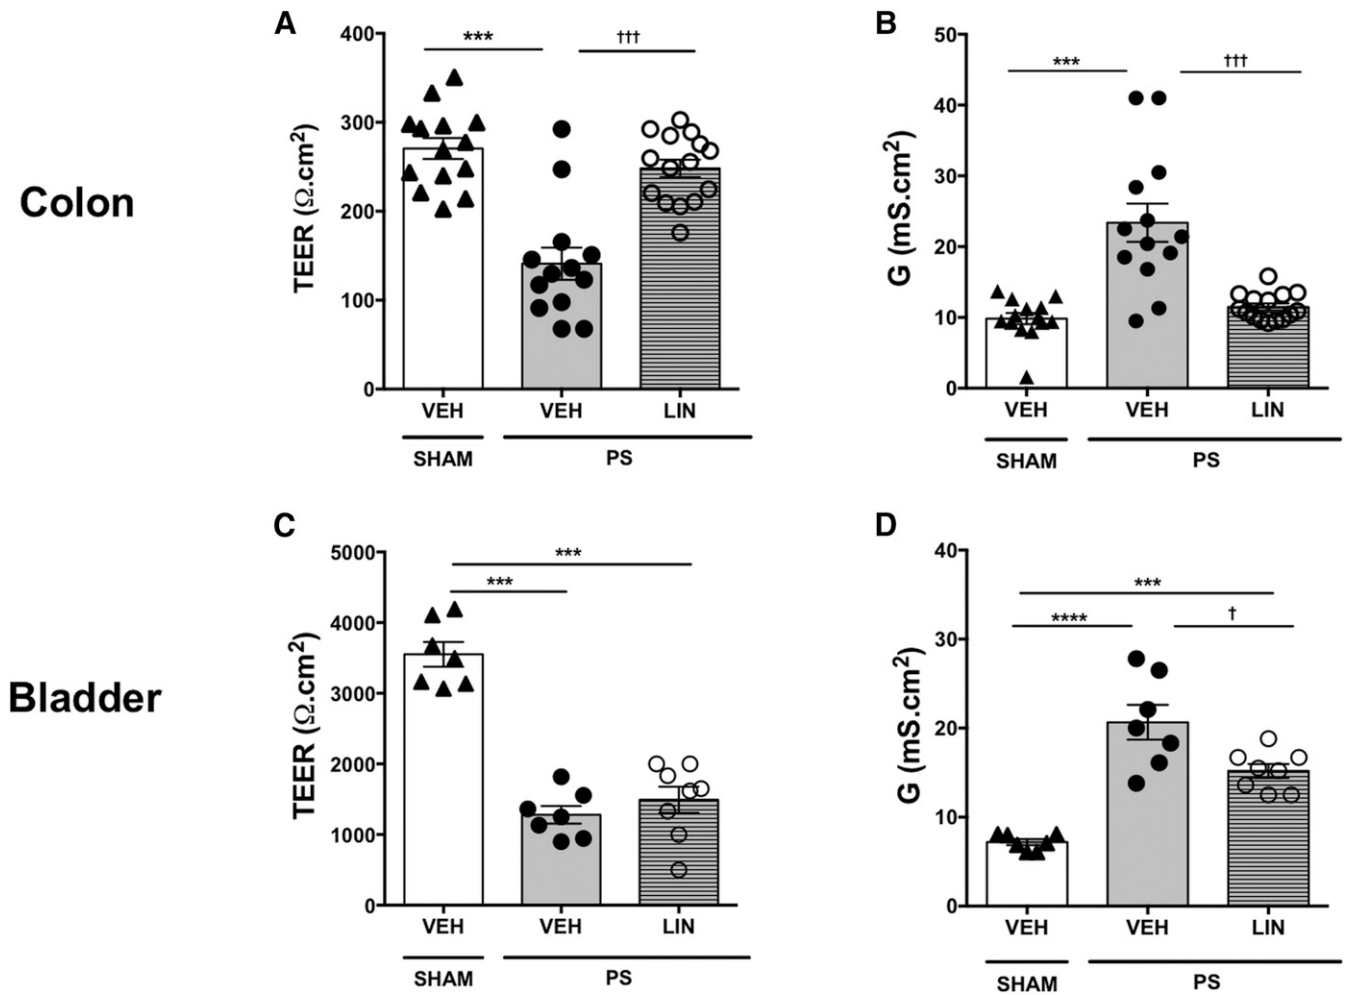 A
B
400
300
200
100
0
TEER (Ω.cm2)
***
†††
VEH
VEH
LIN
SHAM
PS
50
40
30
20
10
0
G (mS.cm2)
***
†††
VEH
VEH
LIN
SHAM
PS
Colon
C
D
5000
4000
3000
2000
1000
0
TEER (Ω.cm2)
***
***
VEH
VEH
LIN
SHAM
PS
40
30
20
10
0
G (mS.cm2)
***
****
†
VEH
VEH
LIN
SHAM
PS
Bladder